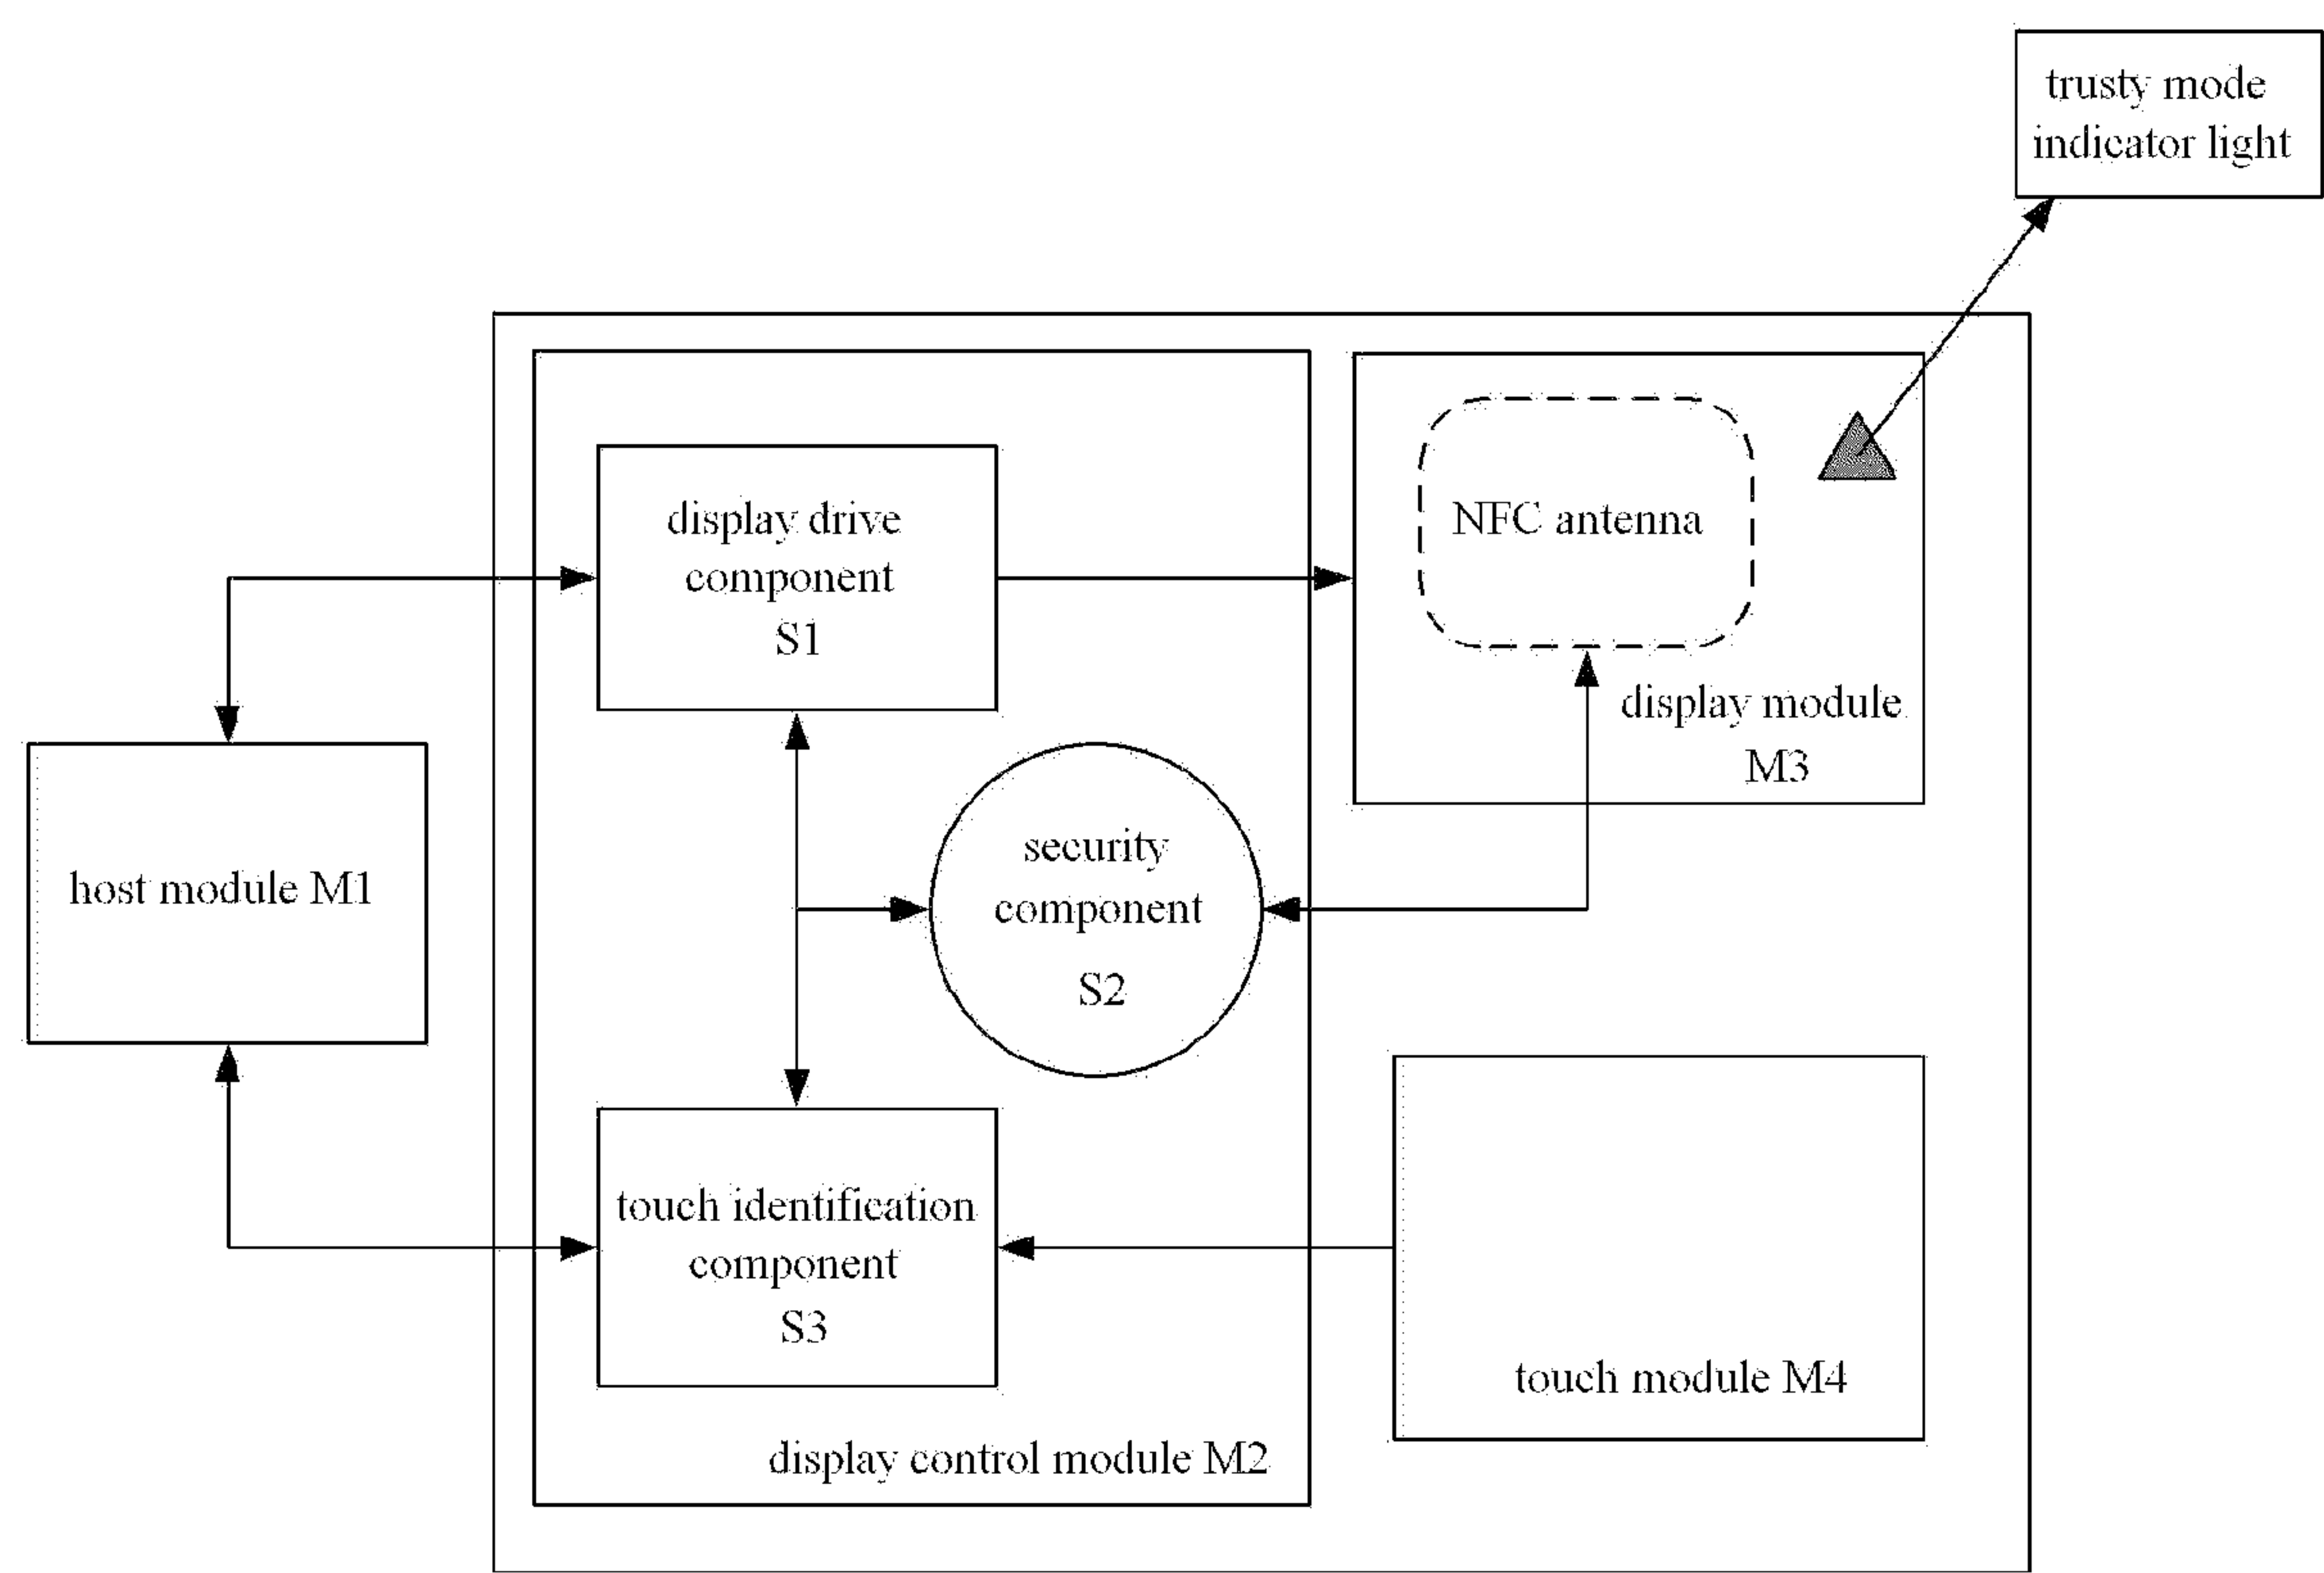 trusty mode
indicator light
display drive
component
S1
NFC antenna
display module
M3
host module M1
security
component
S2
touch identification
component
S3
touch module M4
display control module M2